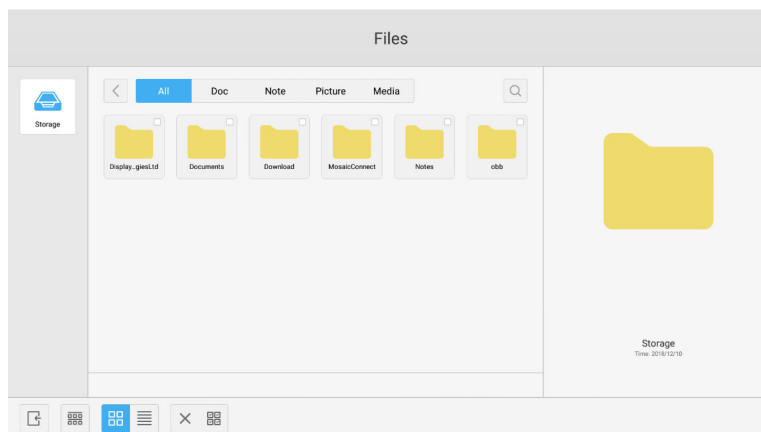 Files
Storage
All Doc Note Picture Media
Display...giesLtd Documents Download MosaicConnect Notes obb
Storage
Time: 2018/12/10